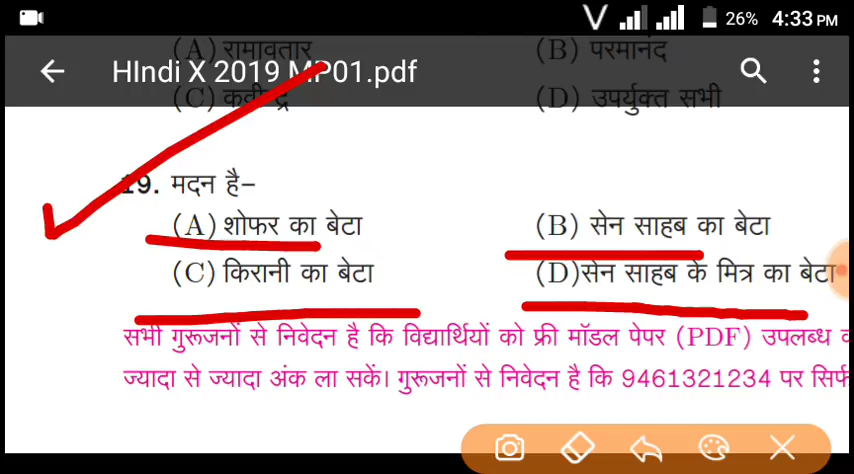 26% 4:33 PM
(A) रामावतार (B) परमानंद
HIndi X 2019 MP01.pdf
(C) कवीन्द्र (D) उपर्युक्त सभी
19. मदन है–
(A) शोफर का बेटा (B) सेन साहब का बेटा
(C) किरानी का बेटा (D)सेन साहब के मित्र का बेटा
सभी गुरूजनों से निवेदन है कि विद्यार्थियों को फ्री मॉडल पेपर (PDF) उपलब्ध
ज्यादा से ज्यादा अंक ला सकें। गुरूजनों से निवेदन है कि 9461321234 पर सिर्फ